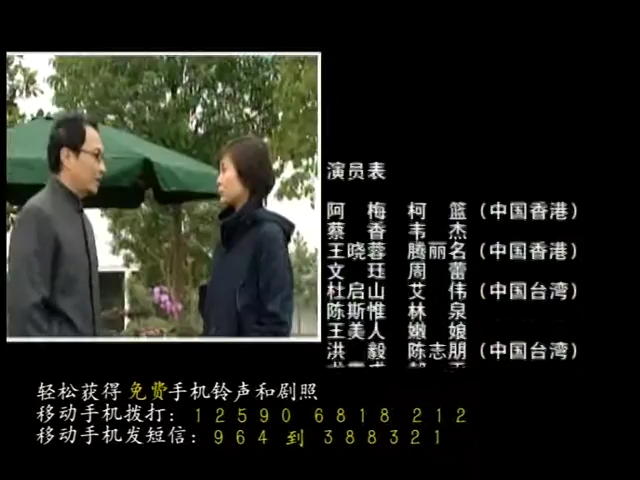 演员表
阿 梅 柯 篮（中国香港）
蔡 香 韦 杰
王晓蓉 腾丽名（中国香港）
文 珏 周 蕾
杜启山 艾 伟（中国台湾）
陈斯惟 林 泉
王美人 嫩 娘
洪 毅 陈志朋（中国台湾）
轻松获得 免费手机铃声和剧照
移动手机拨打：12590 6818 212
移动手机发短信：964 到 388321